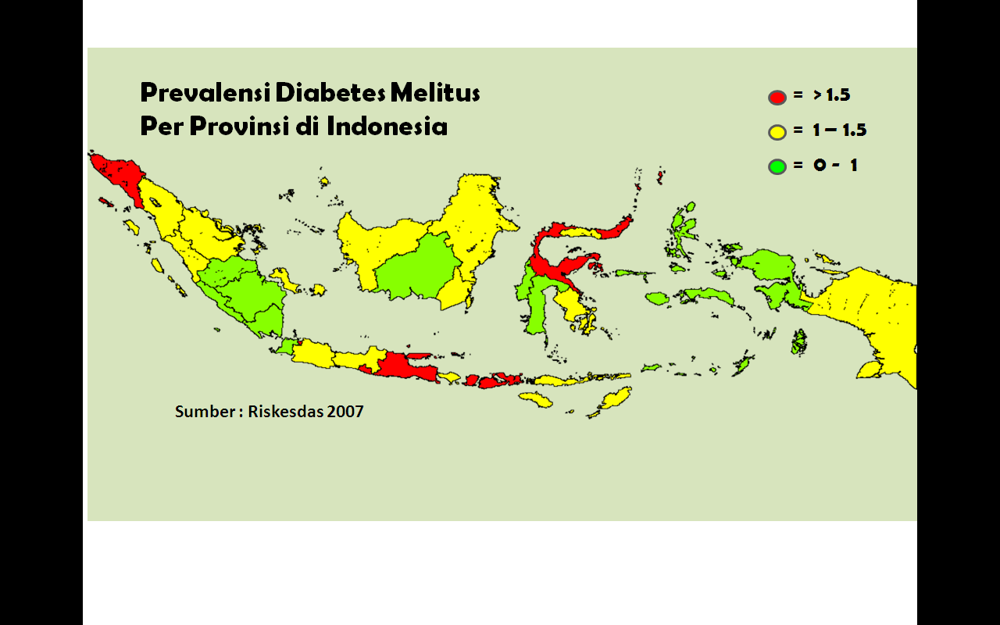 Prevalensi Diabetes Melitus
Per Provinsi di Indonesia
= > 1.5
= 1 – 1.5
= 0 - 1
Sumber : Riskesdas 2007